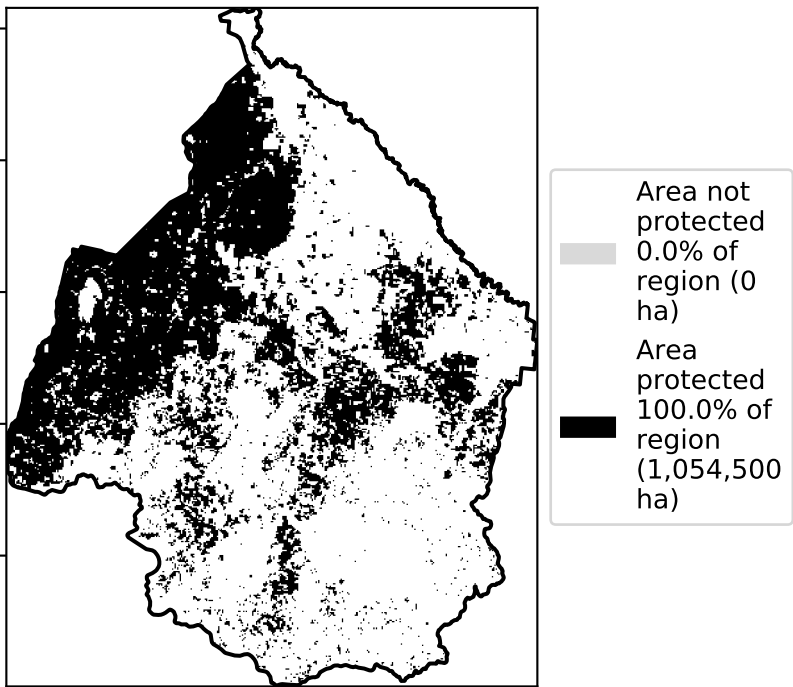 Area not
protected
0.0% of
region (0
ha)
Area
protected
100.0% of
region
(1,054,500
ha)